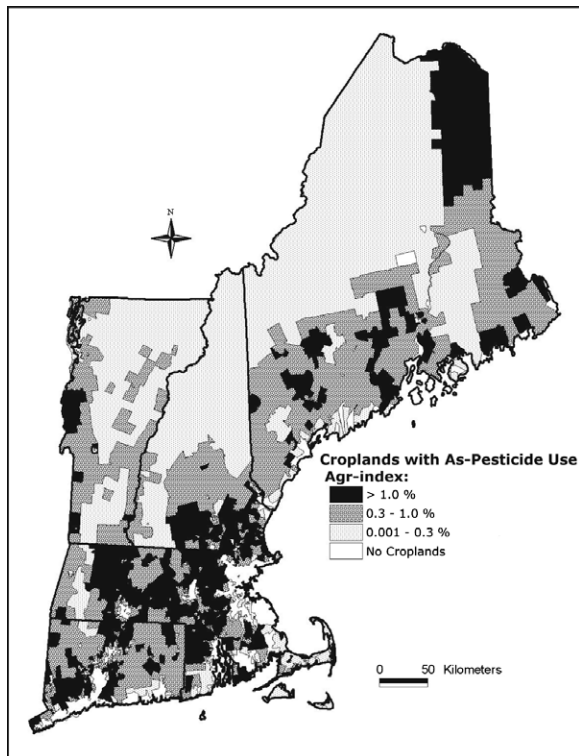 N
Croplands with As-Pesticide Use
Agr-index:
> 1.0 %
0.3 - 1.0 %
0.001 - 0.3 %
No Croplands
0 50 Kilometers